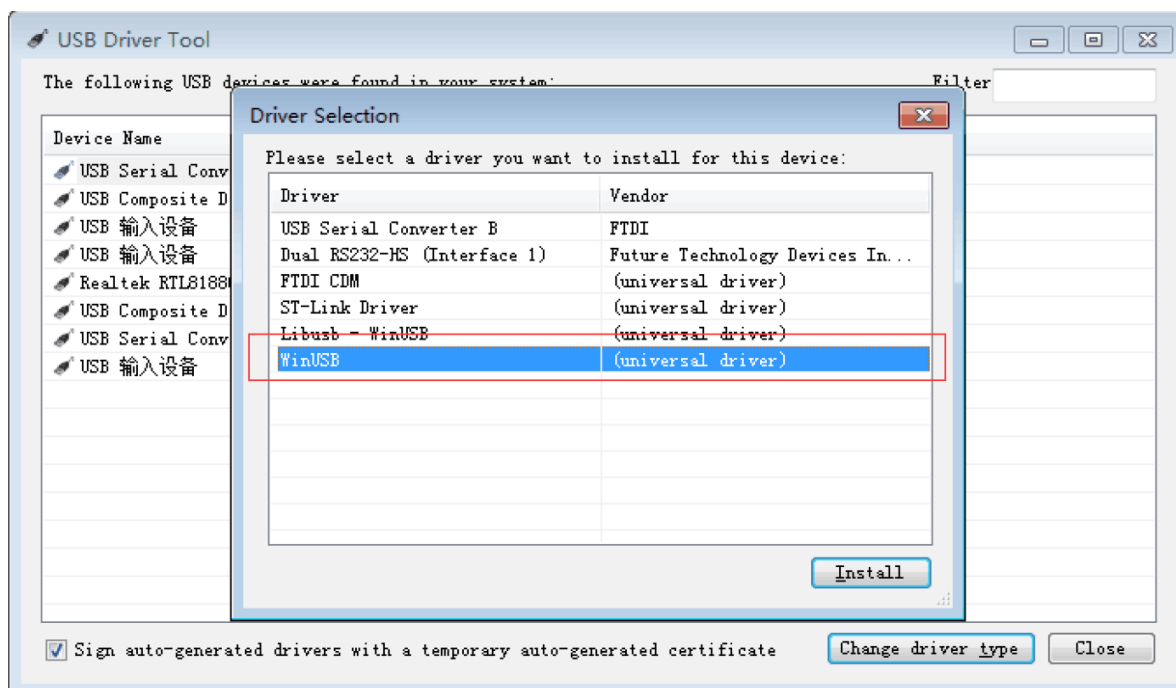 USB Driver Tool
The following USB devices were found in your system:
Filter
Device Name
USB Serial Conv
USB Composite D
USB 输入设备
USB 输入设备
Realtek RTL8188
USB Composite D
USB Serial Conv
USB 输入设备
Driver Selection
Please select a driver you want to install for this device:
Driver Vendor
USB Serial Converter B FTDI
Dual RS232-HS (Interface 1) Future Technology Devices In...
FTDI CDM (universal driver)
ST-Link Driver (universal driver)
Libusb - WinUSB (universal driver)
WinUSB (universal driver)
Install
Sign auto-generated drivers with a temporary auto-generated certificate
Change driver type
Close